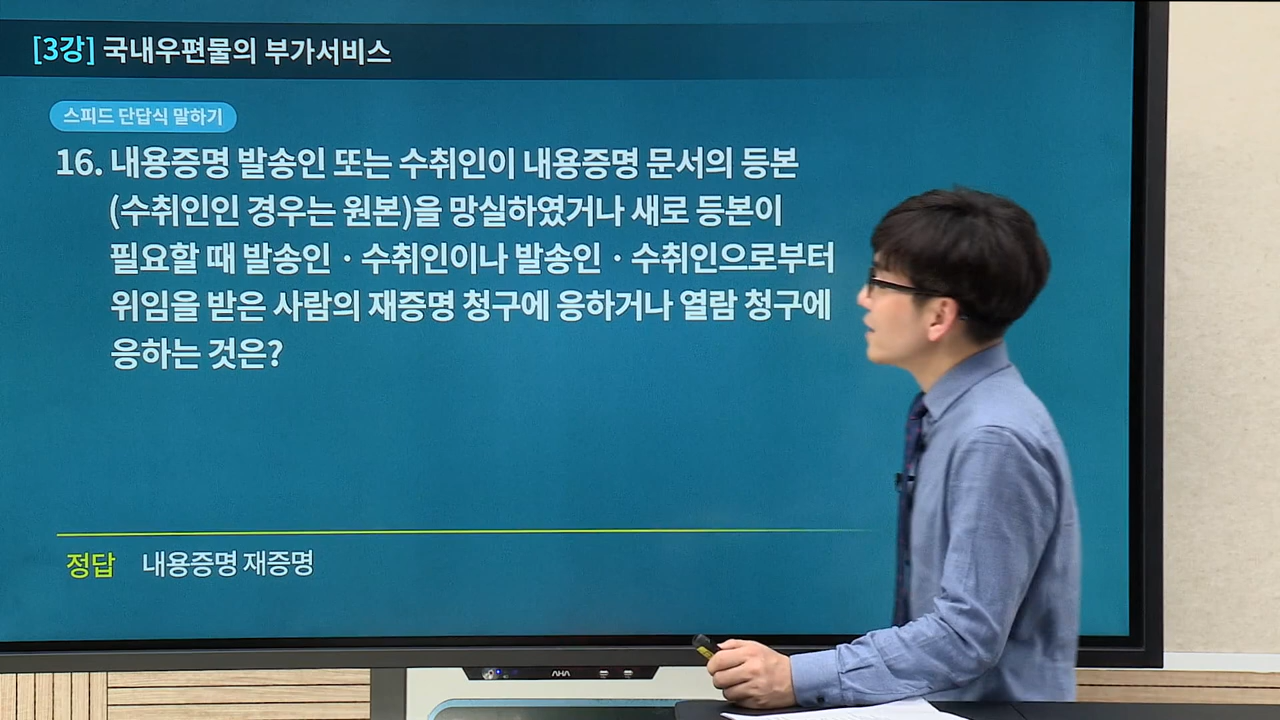 [3강] 국내우편물의 부가서비스
스피드 단답식 말하기
16. 내용증명 발송인 또는 수취인이 내용증명 문서의 등본
(수취인인 경우는 원본)을 망실하였거나 새로 등본이
필요할 때 발송인 · 수취인이나 발송인 · 수취인으로부터
위임을 받은 사람의 재증명 청구에 응하거나 열람 청구에
응하는 것은?
정답 내용증명 재증명
AHA